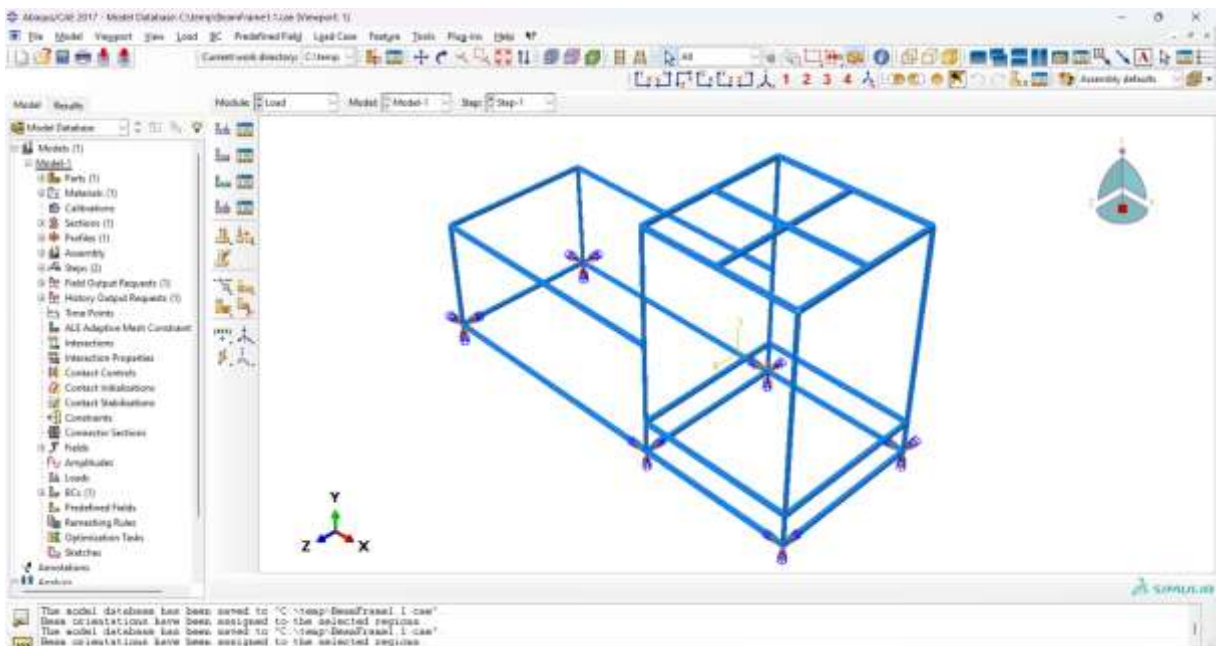 Abaqus/CAE 2017 - Model Database: C:\temp\BeamFrame1.1.cae [Viewport: 1]
File Model Viewport View Load BC Predefined Field Load Case Feature Tools Plug-ins Help
Current work directory: C:\temp All
1 2 3 4 Assembly defaults
Model Results Module: Load Model: Model-1 Step: Step-1
Model Database
Models (1)
Model-1
Parts (1)
Materials (1)
Calibrations
Sections (1)
Profiles (1)
Assembly
Steps (2)
Field Output Requests (1)
History Output Requests (1)
Time Points
ALE Adaptive Mesh Constraint
Interactions
Interaction Properties
Contact Controls
Contact Initializations
Contact Stabilizations
Constraints
Connector Sections
Fields
Amplitudes
Loads
BCs (1)
Predefined Fields
Remeshing Rules
Optimization Tasks
Sketches
Annotations
Analysis
Y
Z X
SIMULIA
The model database has been saved to "C:\temp\BeamFrame1.1.cae"
Beam orientations have been assigned to the selected regions
The model database has been saved to "C:\temp\BeamFrame1.1.cae"
Beam orientations have been assigned to the selected regions